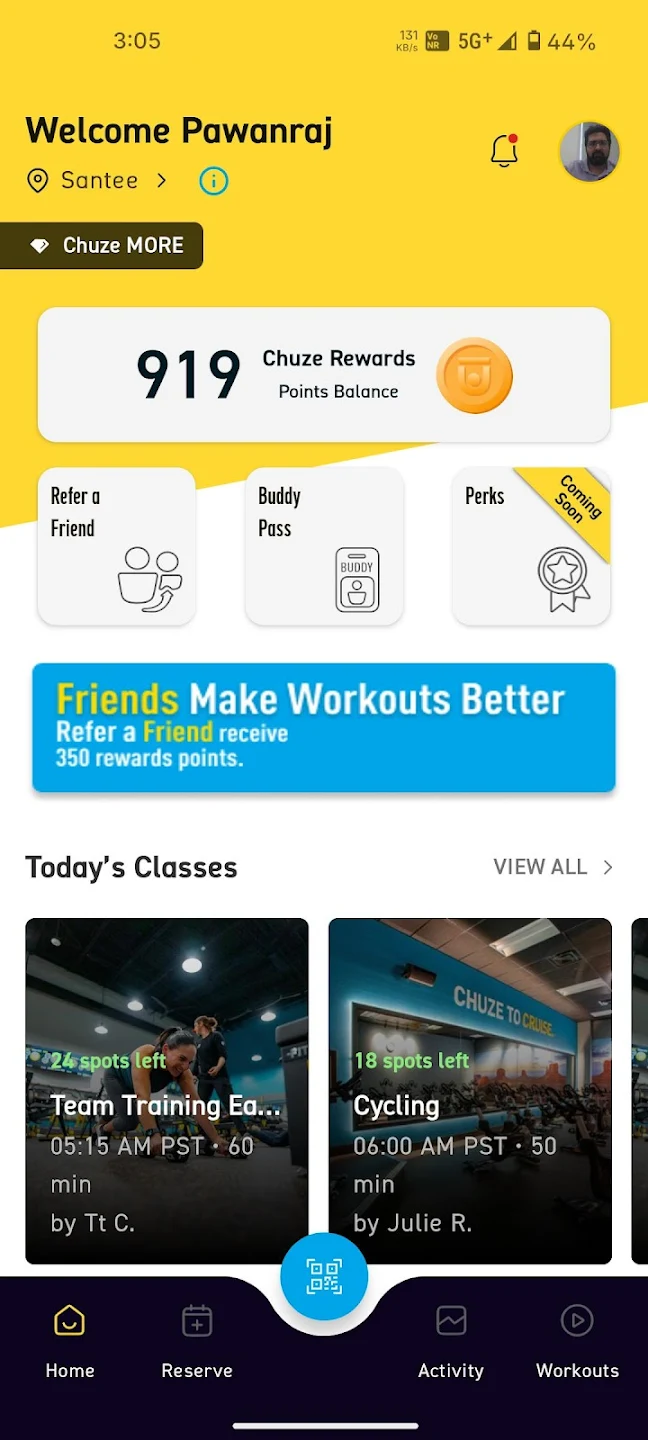 3:05
131
KB/s
Vo
NR
5G+
44%
Welcome Pawanraj
Santee
Chuze MORE
919
Chuze Rewards
Points Balance
Refer a
Friend
Buddy
Pass
BUDDY
Perks
Coming
Soon
Friends Make Workouts Better
Refer a Friend receive
350 rewards points.
Today's Classes
VIEW ALL
24 spots left
Team Training Ea...
05:15 AM PST • 60
min
by Tt C.
CHUZE TO CRUISE.
18 spots left
Cycling
06:00 AM PST • 50
min
by Julie R.
Home
Reserve
Activity
Workouts